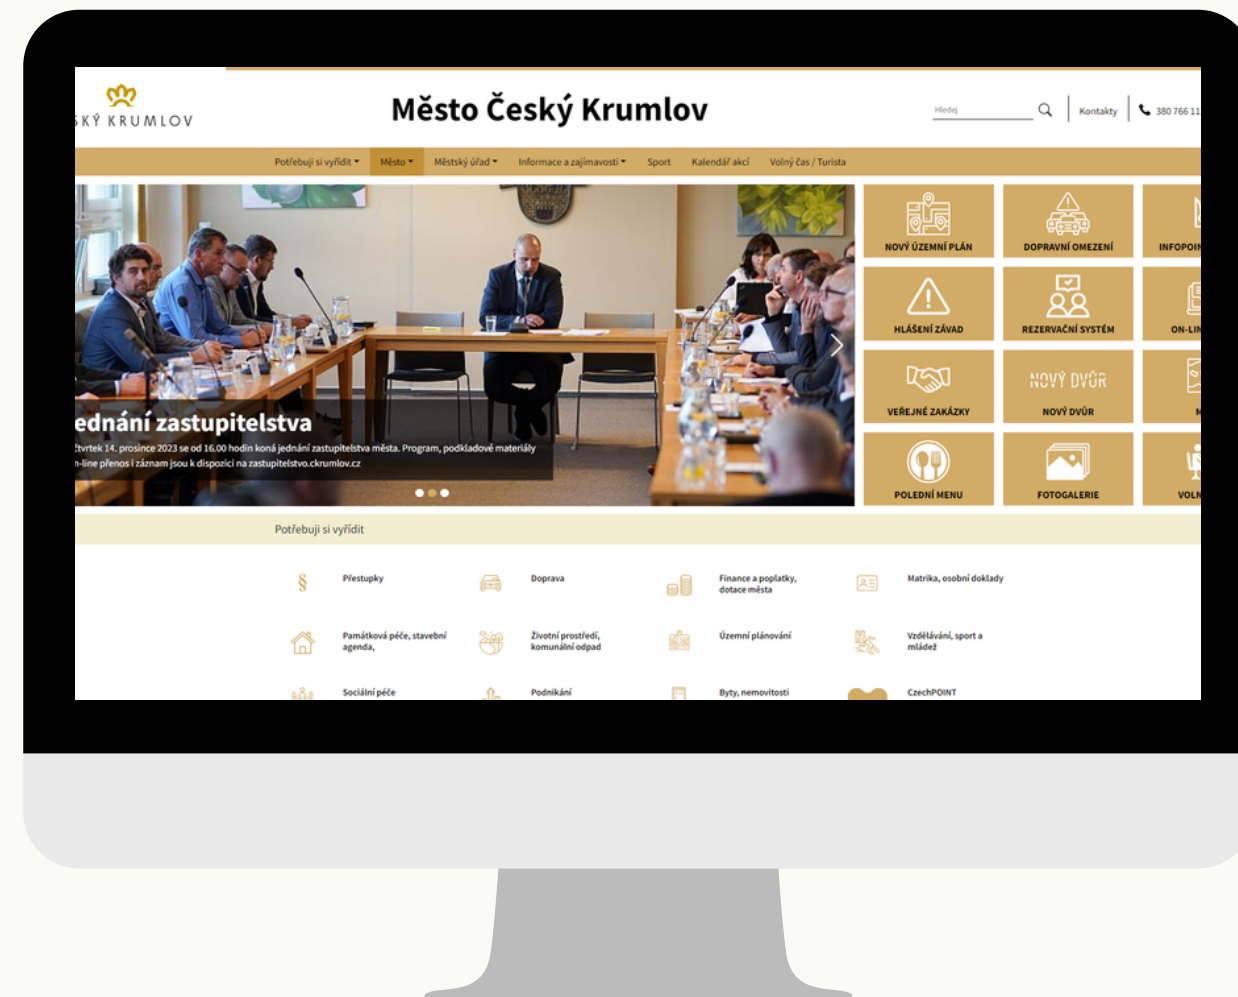 SKÝ KRUMLOV
Město Český Krumlov
Hledej
Kontakty
380 766 11
Potřebuji si vyřídit
Město
Městský úřad
Informace a zajímavosti
Sport
Kalendář akcí
Volný čas / Turista
ednání zastupitelstva
čtvrtek 14. prosince 2023 se od 16.00 hodin koná jednání zastupitelstva města. Program, podkladové materiály
n-line přenos i záznam jsou k dispozici na zastupitelstvo.ckrumlov.cz
NOVÝ ÚZEMNÍ PLÁN
DOPRAVNÍ OMEZENÍ
INFOPOIN
HLÁŠENÍ ZÁVAD
REZERVAČNÍ SYSTÉM
ON-LIN
VEŘEJNÉ ZAKÁZKY
NOVÝ DVŮR
NOVÝ DVŮR
M
POLEDNÍ MENU
FOTOGALERIE
VOLN
Potřebuji si vyřídit
§
Přestupky
Doprava
Finance a poplatky,
dotace města
Matrika, osobní doklady
Památková péče, stavební
agenda,
Životní prostředí,
komunální odpad
Územní plánování
Vzdělávání, sport a
mládež
Sociální péče
Podnikání
Byty, nemovitosti
CzechPOINT